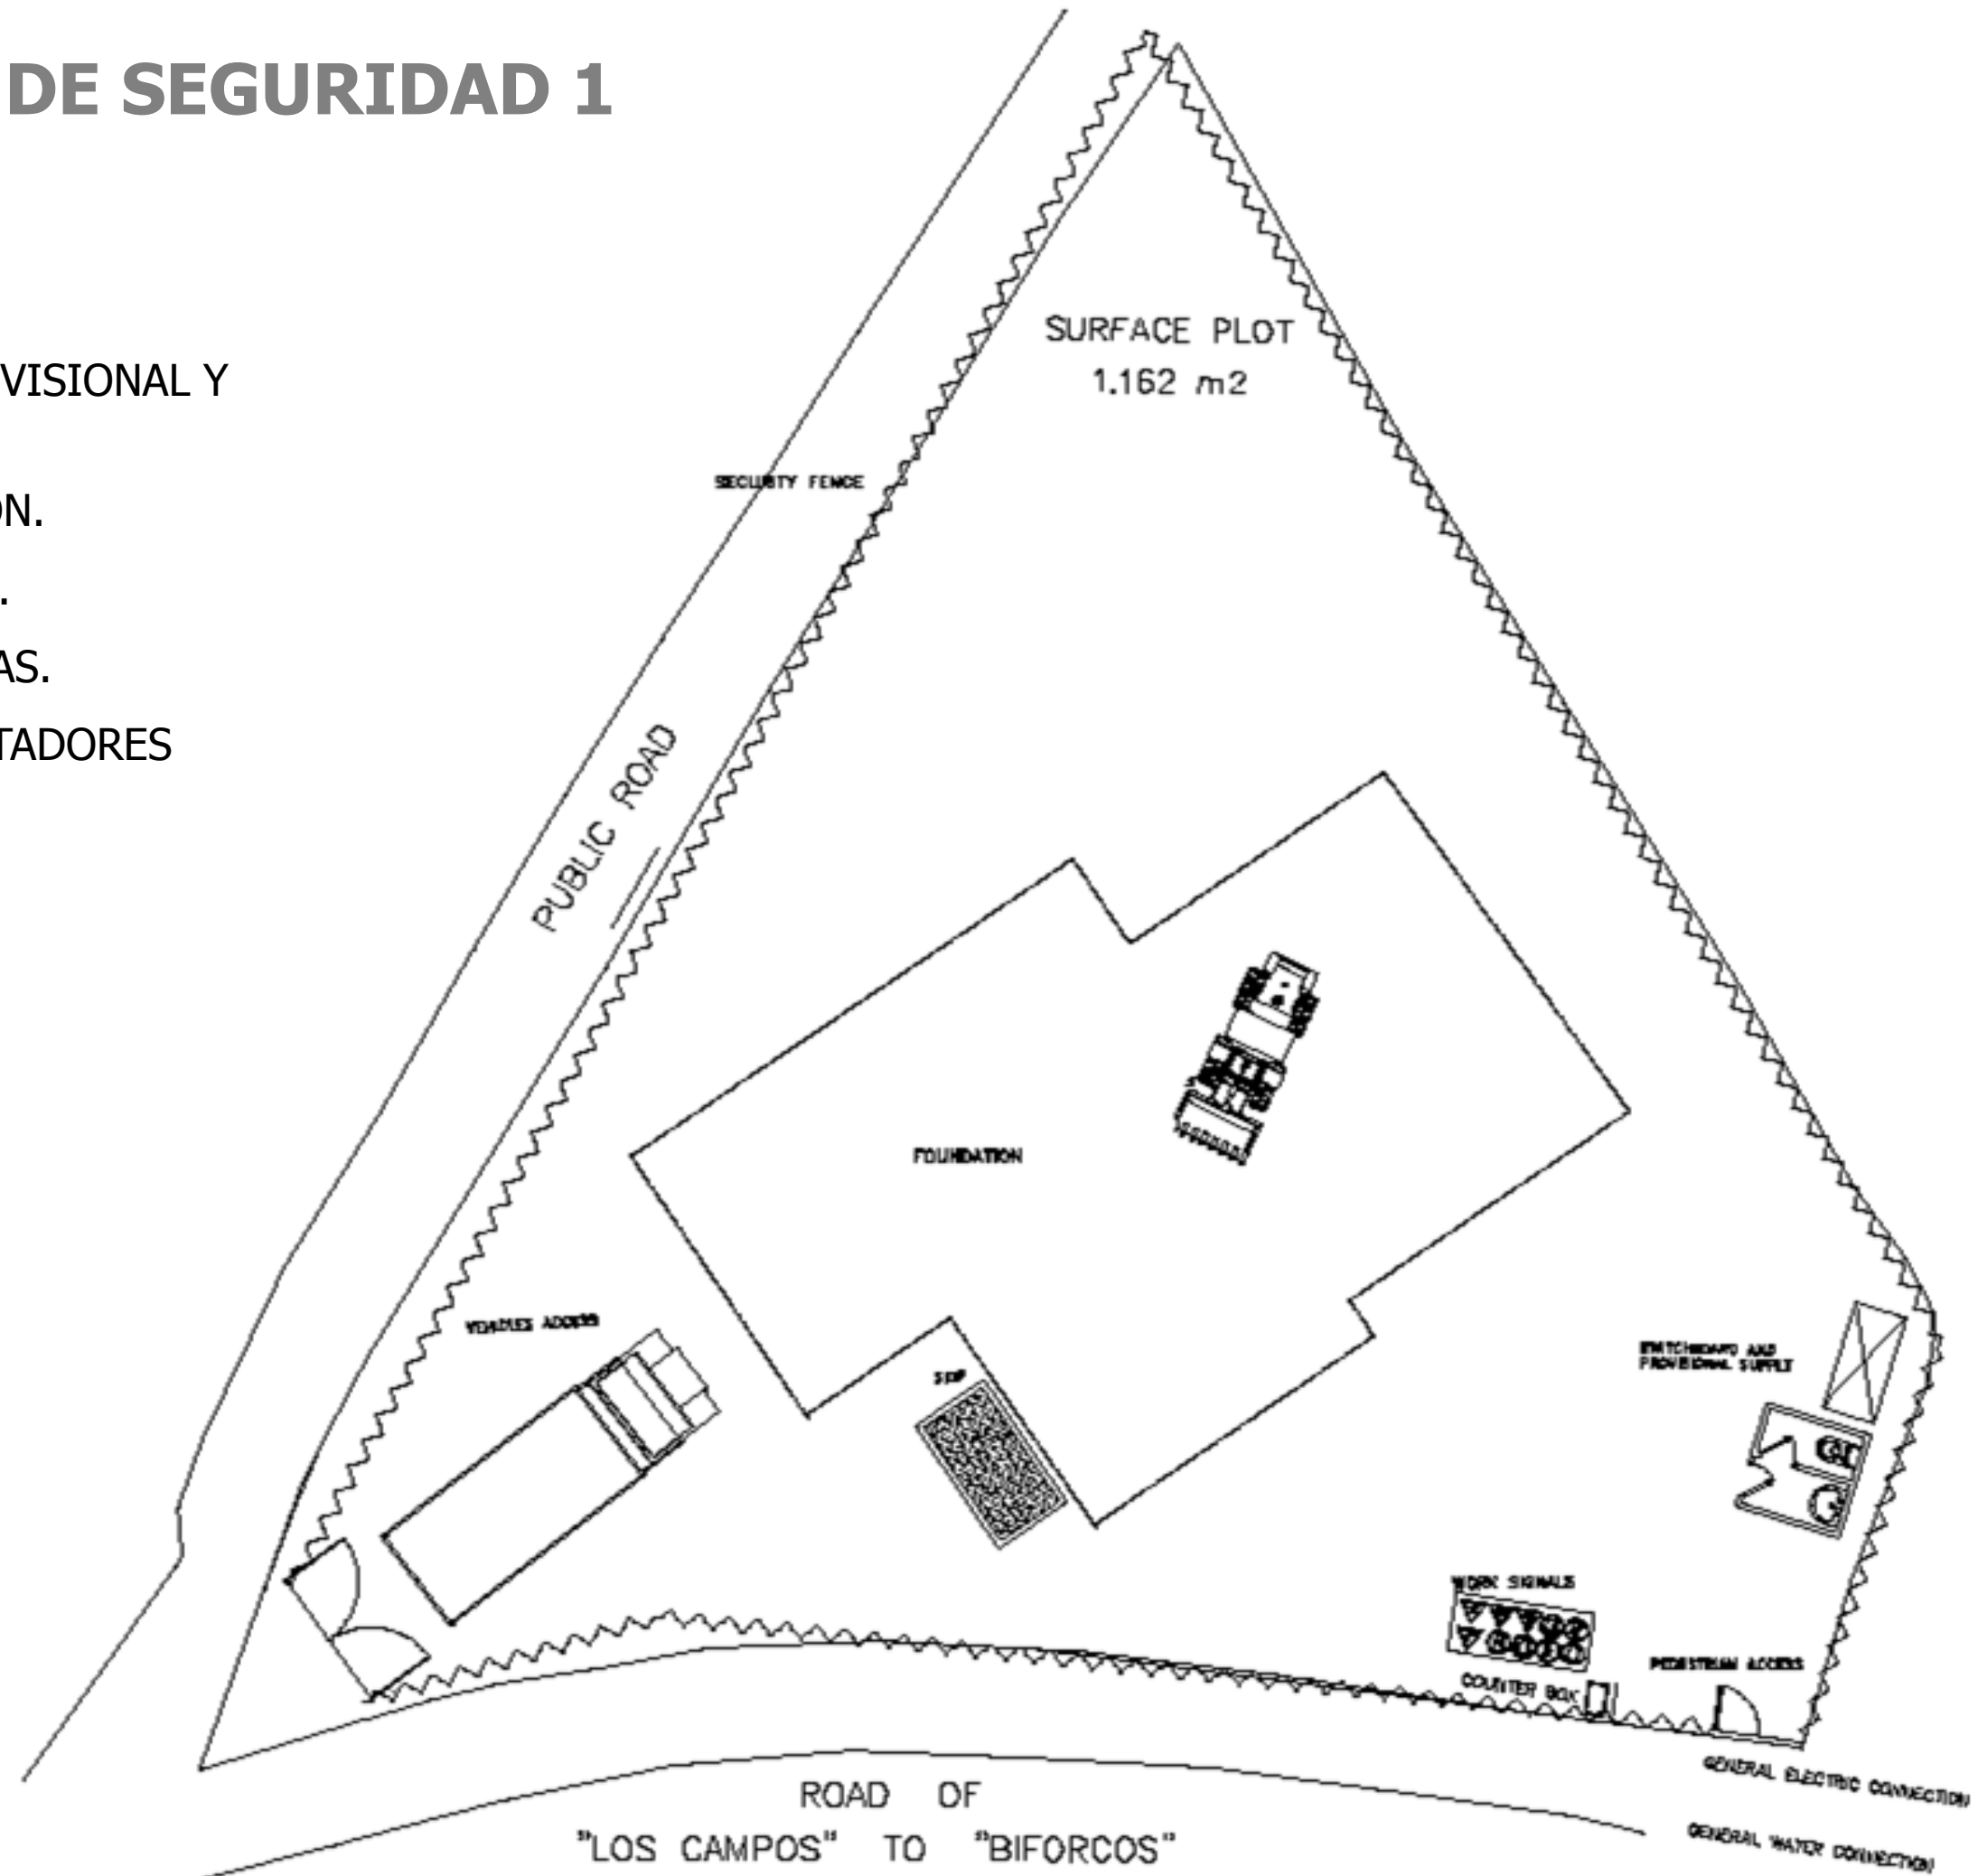 DE SEGURIDAD 1
VISIONAL Y
ON.
.
AS.
TADORES
SURFACE PLOT
1.162 m2
SECURITY FENCE
PUBLIC ROAD
FOUNDATION
VEHICLES ACCESS
SWITCHBOARD AND
PROVISIONAL SUPPLY
WORK SIGNALS
PEDESTRIAN ACCESS
COUNTER BOX
GENERAL ELECTRIC CONNECTION
GENERAL WATER CONNECTION
ROAD OF
"LOS CAMPOS" TO "BIFORCOS"